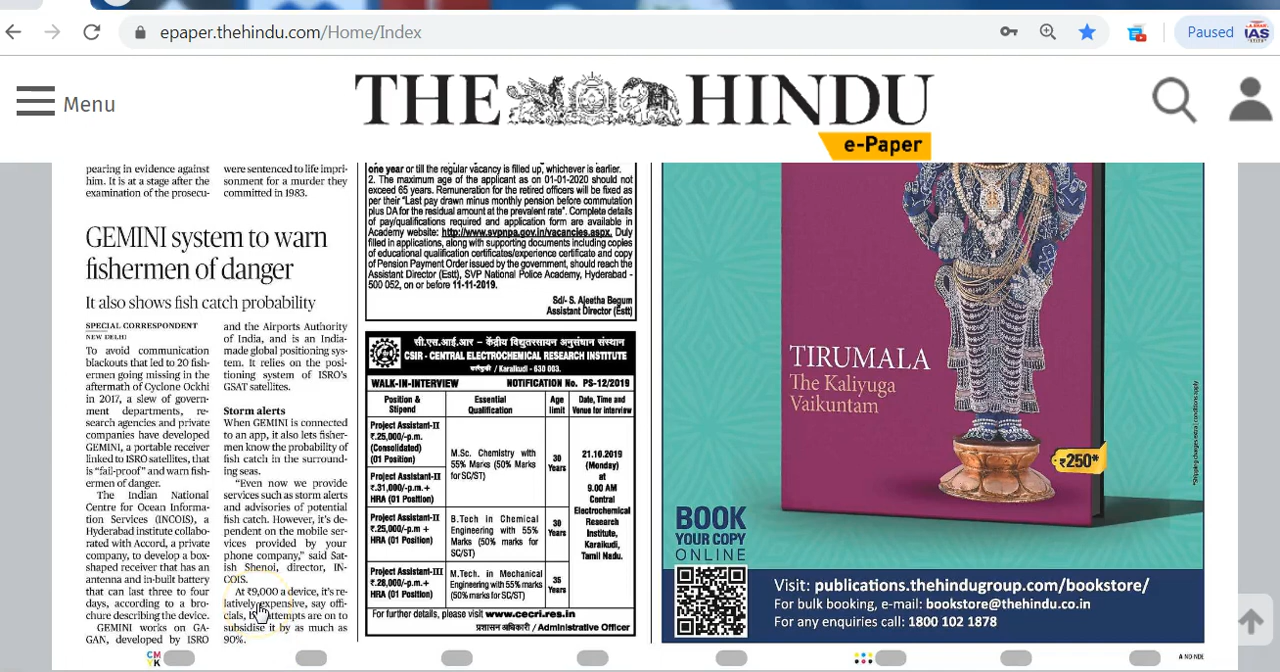 epaper.thehindu.com/Home/Index
Paused
IAS
Menu
THE HINDU
e-Paper
pearing in evidence against
him. It is at a stage after the
examination of the prosecu-
were sentenced to life impri-
sonment for a murder they
committed in 1983.
GEMINI system to warn
fishermen of danger
It also shows fish catch probability
SPECIAL CORRESPONDENT
NEW DELHI
To avoid communication
blackouts that led to 20 fish-
ermen going missing in the
aftermath of Cyclone Ockhi
in 2017, a slew of govern-
ment departments, re-
search agencies and private
companies have developed
GEMINI, a portable receiver
linked to ISRO satellites, that
is “fail-proof” and warn fish-
ermen of danger.
The Indian National
Centre for Ocean Informa-
tion Services (INCOIS), a
Hyderabad institute collabo-
rated with Accord, a private
company, to develop a box-
shaped receiver that has an
antenna and in-built battery
that can last three to four
days, according to a bro-
chure describing the device.
GEMINI works on GA-
GAN, developed by ISRO
and the Airports Authority
of India, and is an India-
made global positioning sys-
tem. It relies on the posi-
tioning system of ISRO’s
GSAT satellites.
Storm alerts
When GEMINI is connected
to an app, it also lets fisher-
men know the probability of
fish catch in the surround-
ing seas.
“Even now we provide
services such as storm alerts
and advisories of potential
fish catch. However, it’s de-
pendent on the mobile ser-
vices provided by your
phone company,” said Sat-
ish Shenoi, director, IN-
COIS.
At ₹9,000 a device, it’s re-
latively expensive, say offi-
cials, attempts are on to
subsidise it by as much as
90%.
one year or till the regular vacancy is filled up, whichever is earlier.
2. The maximum age of the applicant as on 01-01-2020 should not
exceed 65 years. Remuneration for the retired officers will be fixed as
per their “Last pay drawn minus monthly pension before commutation
plus DA for the residual amount at the prevalent rate”. Complete details
of pay/qualifications required and application form are available in
Academy website: http://www.svpnpa.gov.in/vacancies.aspx. Duly
filled in applications, along with supporting documents including copies
of educational qualification certificates/experience certificate and copy
of Pension Payment Order issued by the government, should reach the
Assistant Director (Estt), SVP National Police Academy, Hyderabad -
500 052, on or before 11-11-2019.
Sd/- S. Ajeetha Begum
Assistant Director (Estt)
सी.एस.आई.आर – केंद्रीय विद्युतरसायन अनुसंधान संस्थान
CSIR - CENTRAL ELECTROCHEMICAL RESEARCH INSTITUTE
कारैकुडी / Karaikudi - 630 003.
WALK-IN-INTERVIEW NOTIFICATION No. PS-12/2019
Position & Stipend
Essential Qualification
Age limit
Date, Time and Venue for Interview
Project Assistant-II
₹.25,000/-p.m.
(Consolidated)
(01 Position)
Project Assistant-II
₹.31,000/-p.m.+
HRA (01 Position)
M.Sc. Chemistry with
55% Marks (50% Marks
for SC/ST)
30
Years
Project Assistant-II
₹.25,000/-p.m +
HRA (01 Position)
B.Tech in Chemical
Engineering with 55%
Marks (50% marks for
SC/ST)
30
Years
Project Assistant-III
₹.28,000/-p.m.+
HRA (01 Position)
M.Tech in Mechanical
Engineering with 55% marks
(50% marks for SC/ST)
35
Years
21.10.2019
(Monday)
at
9.00 AM
Central
Electrochemical
Research
Institute,
Karaikudi,
Tamil Nadu.
For further details, please visit www.cecri.res.in
प्रशासन अधिकारी / Administrative Officer
TIRUMALA
The Kaliyuga
Vaikuntam
₹250*
*Shipping charges extra | conditions apply
BOOK
YOUR COPY
ONLINE
Visit: publications.thehindugroup.com/bookstore/
For bulk booking, e-mail: bookstore@thehindu.co.in
For any enquiries call: 1800 102 1878
CM
YK
A ND NDE